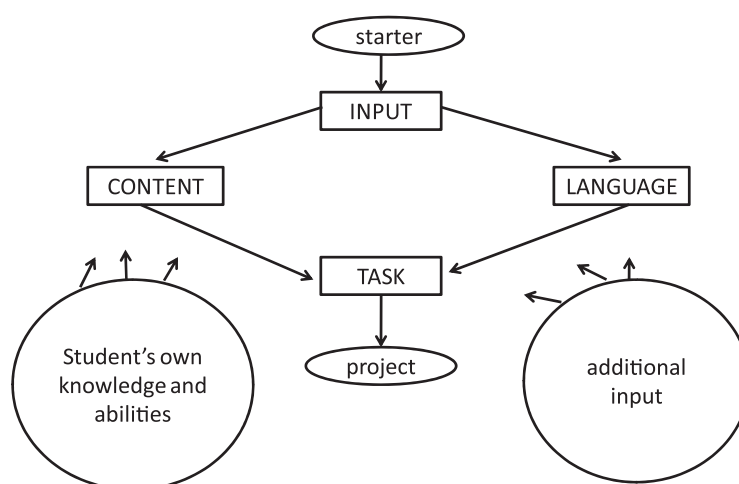 starter
INPUT
CONTENT
LANGUAGE
TASK
project
Student’s own
knowledge and
abilities
additional
input